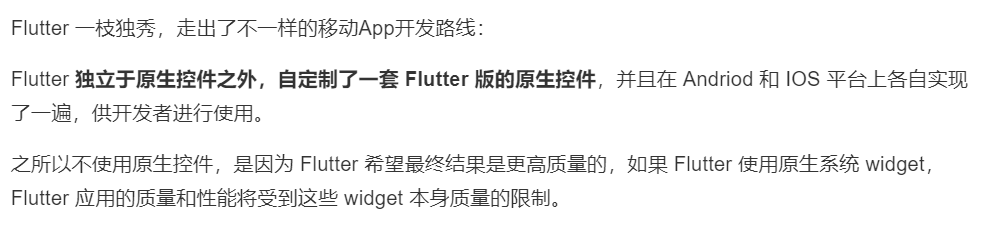 Flutter 一枝独秀，走出了不一样的移动App开发路线：
Flutter 独立于原生控件之外，自定制了一套 Flutter 版的原生控件，并且在 Andriod 和 IOS 平台上各自实现
了一遍，供开发者进行使用。
之所以不使用原生控件，是因为 Flutter 希望最终结果是更高质量的，如果 Flutter 使用原生系统 widget，
Flutter 应用的质量和性能将受到这些 widget 本身质量的限制。